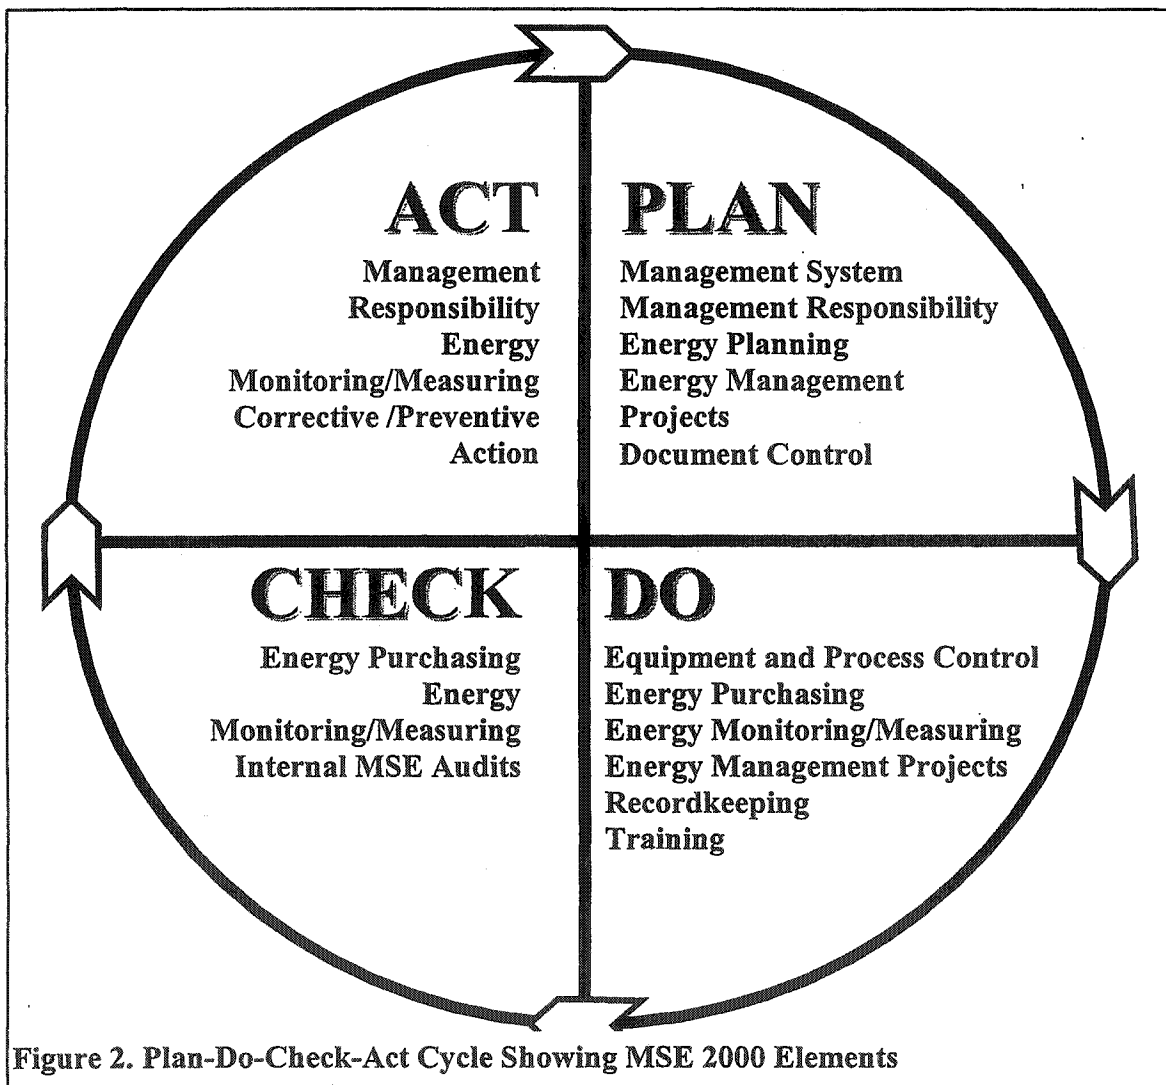 ACT
Management
Responsibility
Energy
Monitoring/Measuring
Corrective /Preventive
Action
PLAN
Management System
Management Responsibility
Energy Planning
Energy Management
Projects
Document Control
CHECK
Energy Purchasing
Energy
Monitoring/Measuring
Internal MSE Audits
DO
Equipment and Process Control
Energy Purchasing
Energy Monitoring/Measuring
Energy Management Projects
Recordkeeping
Training
Figure 2. Plan-Do-Check-Act Cycle Showing MSE 2000 Elements